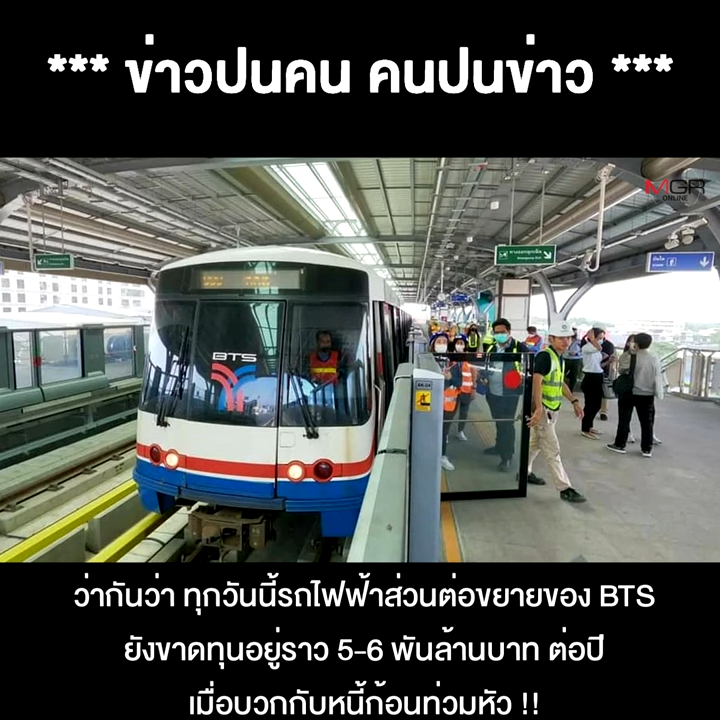 *** ข่าวปนคน คนปนข่าว ***
MGR
ONLINE
BTS
ว่ากันว่า ทุกวันนี้รถไฟฟ้าส่วนต่อขยายของ BTS
ยังขาดทุนอยู่ราว 5-6 พันล้านบาท ต่อปี
เมื่อบวกกับหนี้ก้อนท่วมหัว !!